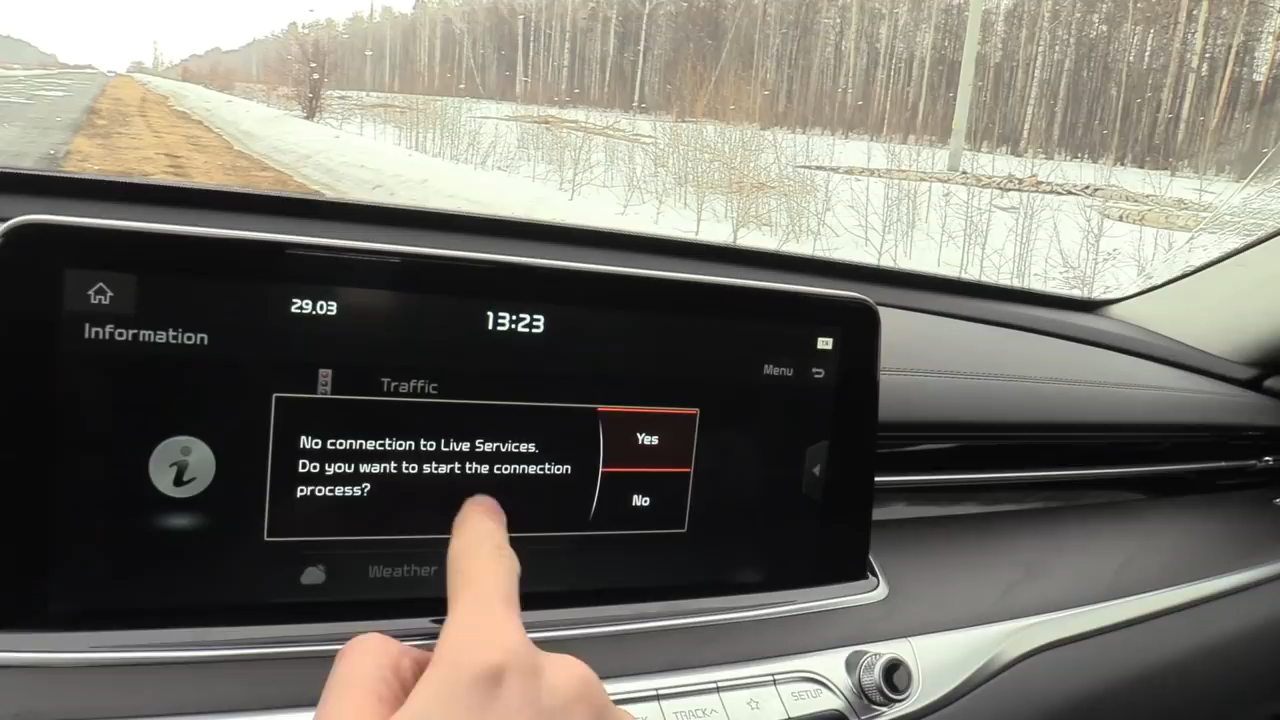 29.03
13:23
Information
Menu
Traffic
No connection to Live Services.
Do you want to start the connection
process?
Yes
No
Weather
TRACK
SETUP